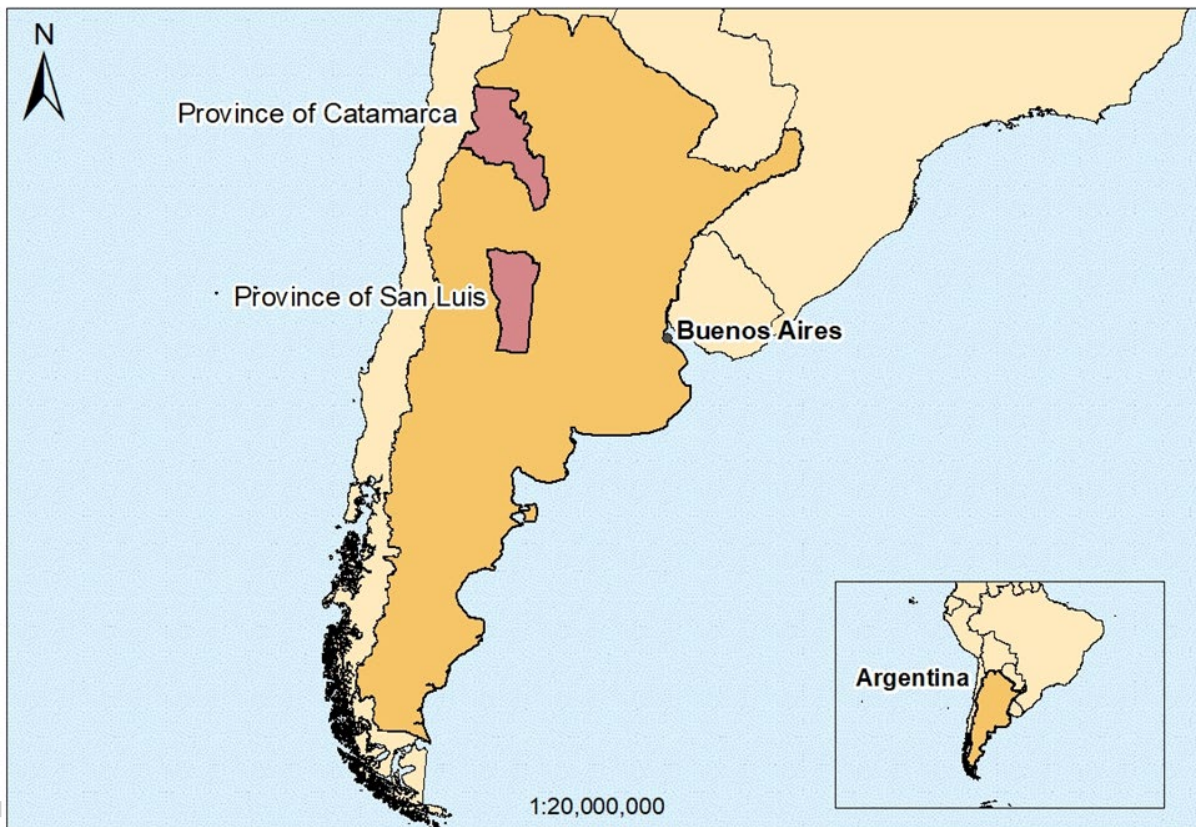 N
Province of Catamarca
Province of San Luis
Buenos Aires
Argentina
1:20,000,000